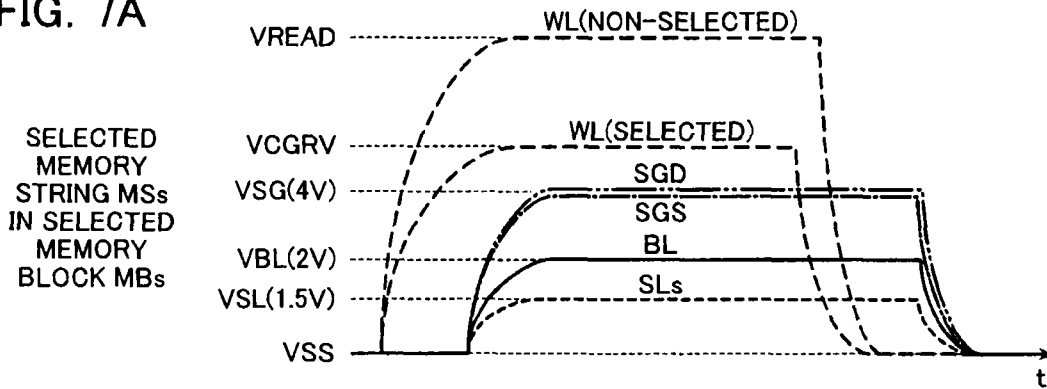 FIG. 7A
WL(NON-SELECTED)
VREAD
SELECTED
MEMORY
STRING MSs
IN SELECTED
MEMORY
BLOCK MBs
VCGRV
WL(SELECTED)
VSG(4V)
SGD
SGS
VBL(2V)
BL
VSL(1.5V)
SLs
VSS
t